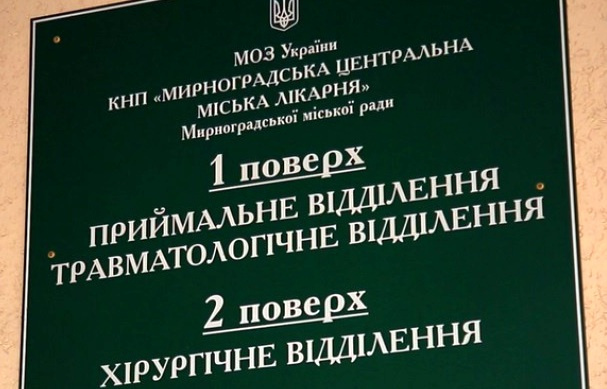 МОЗ України
КНП «МИРНОГРАДСЬКА ЦЕНТРАЛЬНА
МІСЬКА ЛІКАРНЯ»
Мирноградської міської ради
1 поверх
ПРИЙМАЛЬНЕ ВІДДІЛЕННЯ
ТРАВМАТОЛОГІЧНЕ ВІДДІЛЕННЯ
2 поверх
ХІРУРГІЧНЕ ВІДДІЛЕННЯ